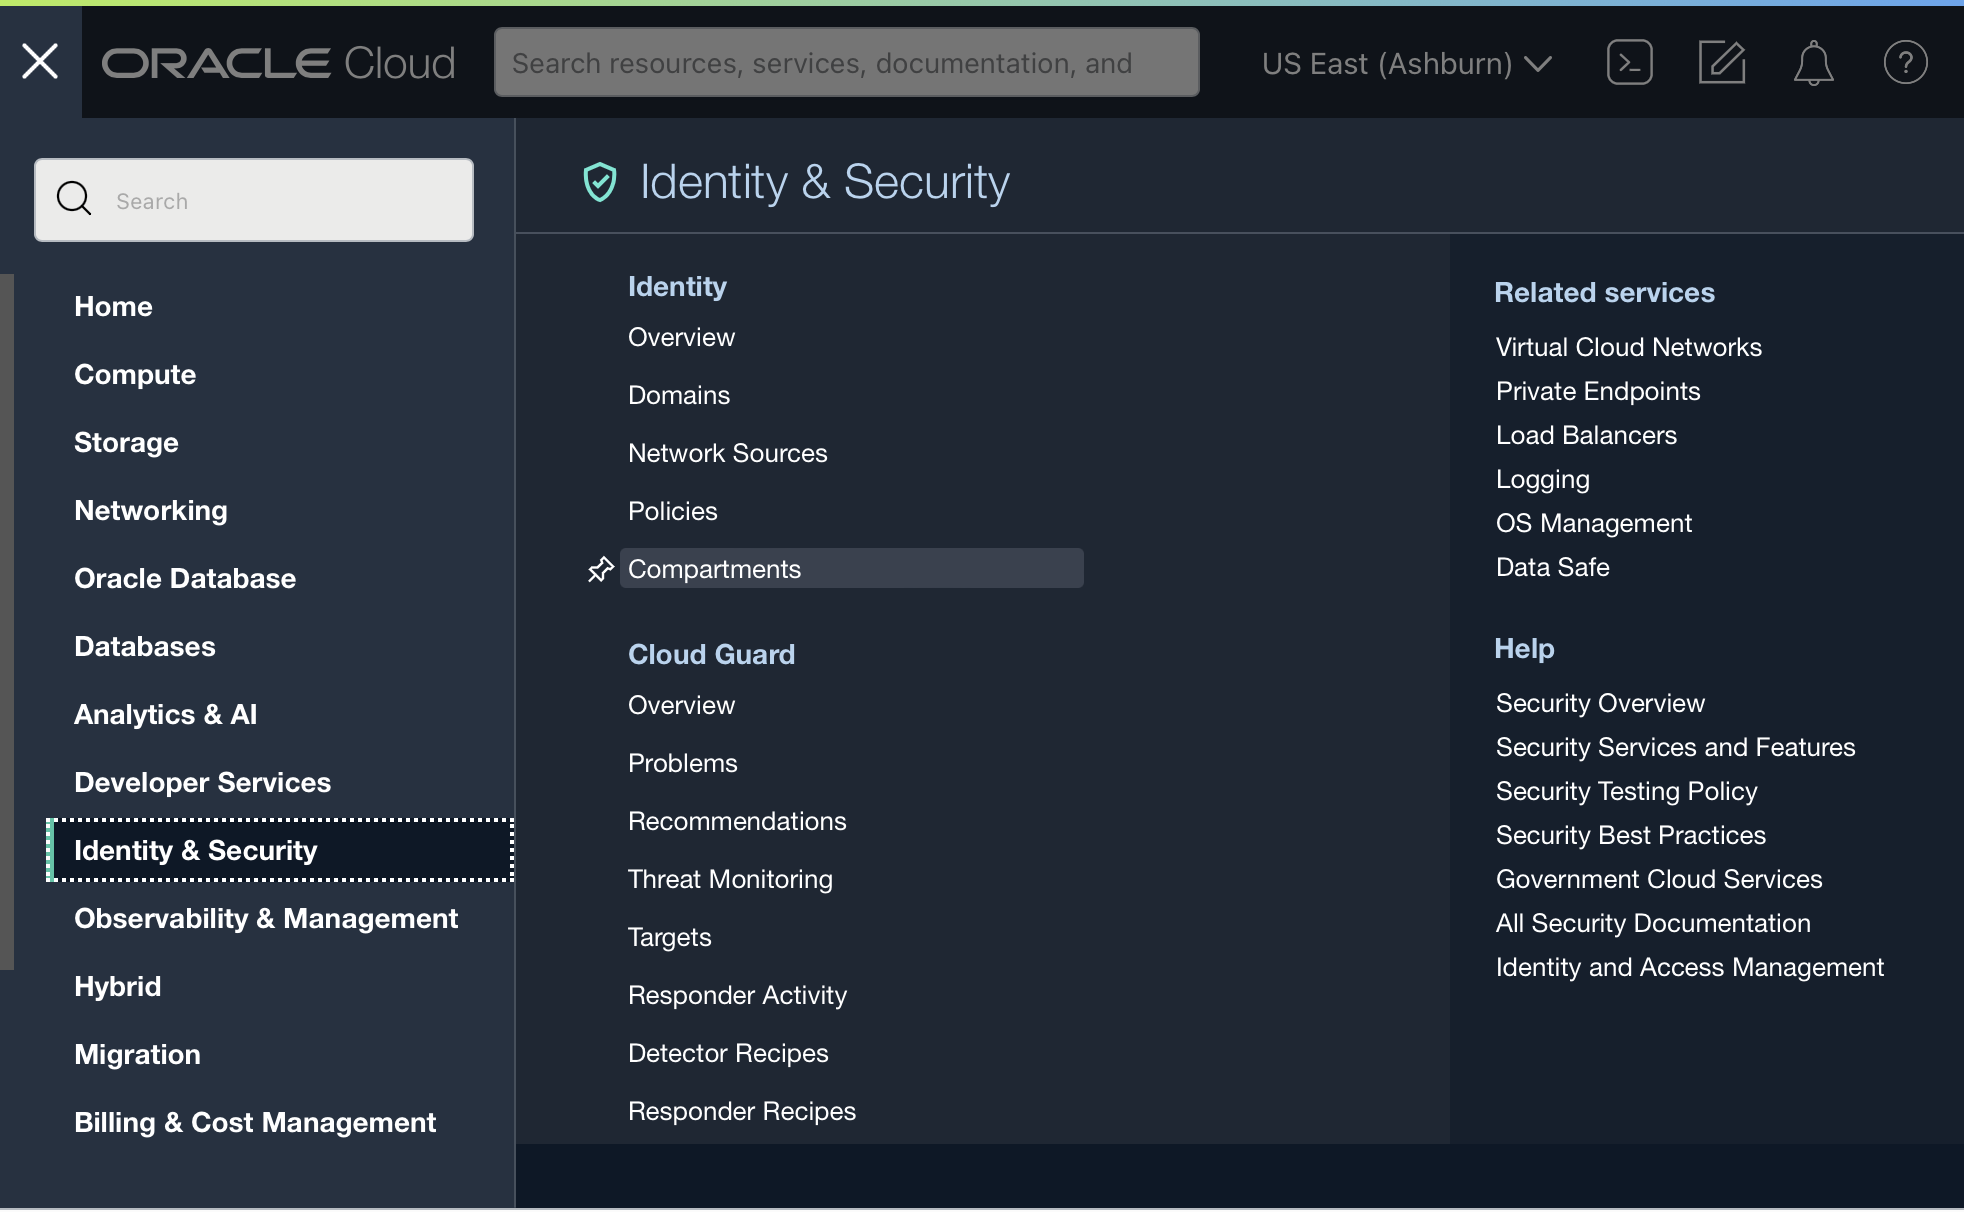 ORACLE Cloud
Search resources, services, documentation, and
US East (Ashburn)
Search
Home
Compute
Storage
Networking
Oracle Database
Databases
Analytics & AI
Developer Services
Identity & Security
Observability & Management
Hybrid
Migration
Billing & Cost Management
Identity & Security
Identity
Overview
Domains
Network Sources
Policies
Compartments
Cloud Guard
Overview
Problems
Recommendations
Threat Monitoring
Targets
Responder Activity
Detector Recipes
Responder Recipes
Related services
Virtual Cloud Networks
Private Endpoints
Load Balancers
Logging
OS Management
Data Safe
Help
Security Overview
Security Services and Features
Security Testing Policy
Security Best Practices
Government Cloud Services
All Security Documentation
Identity and Access Management